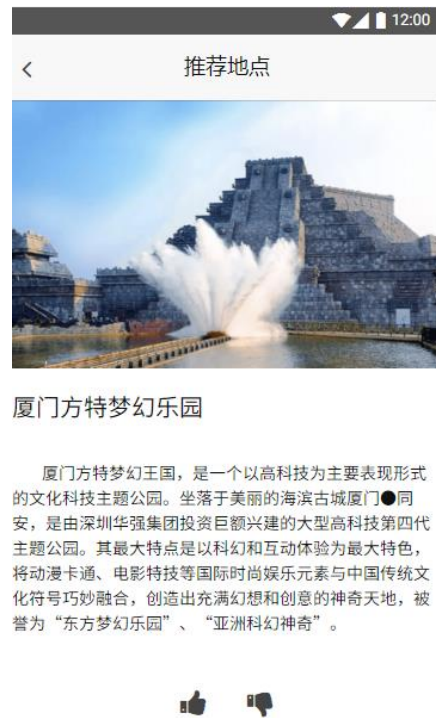 12:00
推荐地点
厦门方特梦幻乐园
厦门方特梦幻王国，是一个以高科技为主要表现形式
的文化科技主题公园。坐落于美丽的海滨古城厦门●同
安，是由深圳华强集团投资巨额兴建的大型高科技第四代
主题公园。其最大特点是以科幻和互动体验为最大特色，
将动漫卡通、电影特技等国际时尚娱乐元素与中国传统文
化符号巧妙融合，创造出充满幻想和创意的神奇天地，被
誉为“东方梦幻乐园”、“亚洲科幻神奇”。